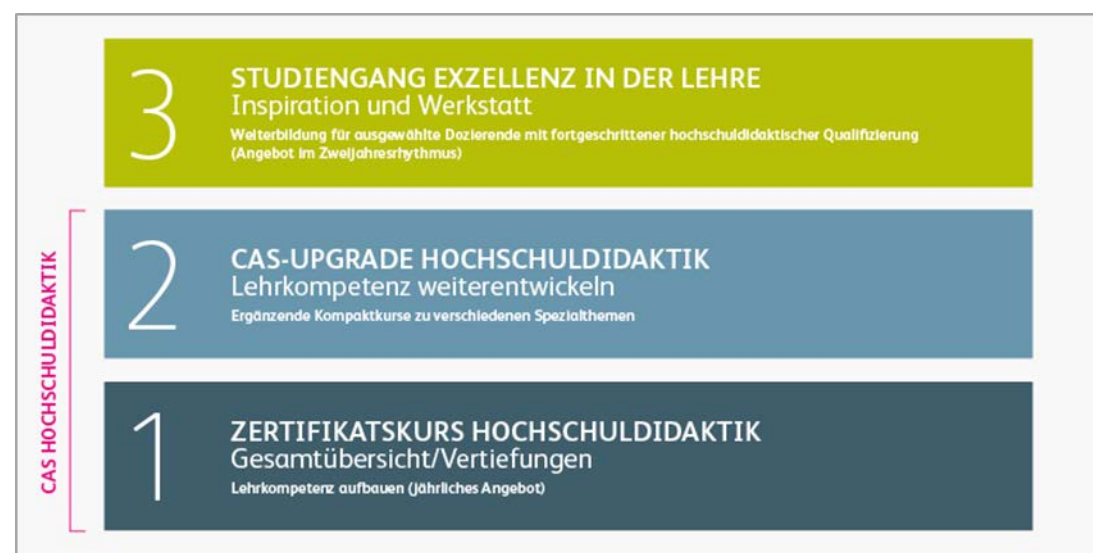 3
STUDIENGANG EXZELLENZ IN DER LEHRE
Inspiration und Werkstatt
Weiterbildung für ausgewählte Dozierende mit fortgeschrittener hochschuldidaktischer Qualifizierung
(Angebot im Zweijahresrhythmus)
CAS HOCHSCHULDIDAKTIK
2
CAS-UPGRADE HOCHSCHULDIDAKTIK
Lehrkompetenz weiterentwickeln
Ergänzende Kompaktkurse zu verschiedenen Spezialthemen
1
ZERTIFIKATSKURS HOCHSCHULDIDAKTIK
Gesamtübersicht/Vertiefungen
Lehrkompetenz aufbauen (Jährliches Angebot)